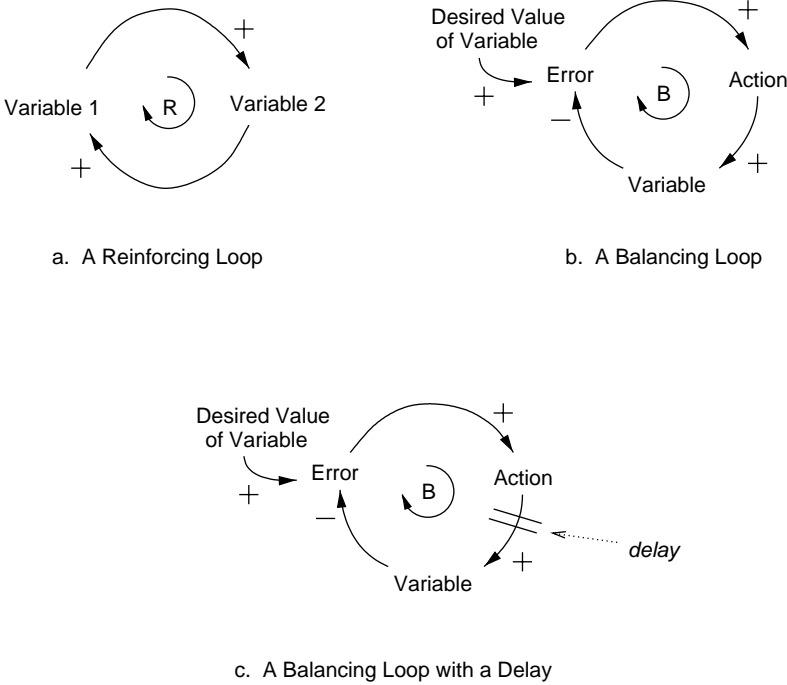 +
Variable 1
R
Variable 2
+
a. A Reinforcing Loop
Desired Value
of Variable
+
Error
+
B
Action
−
+
Variable
b. A Balancing Loop
Desired Value
of Variable
+
Error
+
B
Action
−
+
delay
Variable
c. A Balancing Loop with a Delay